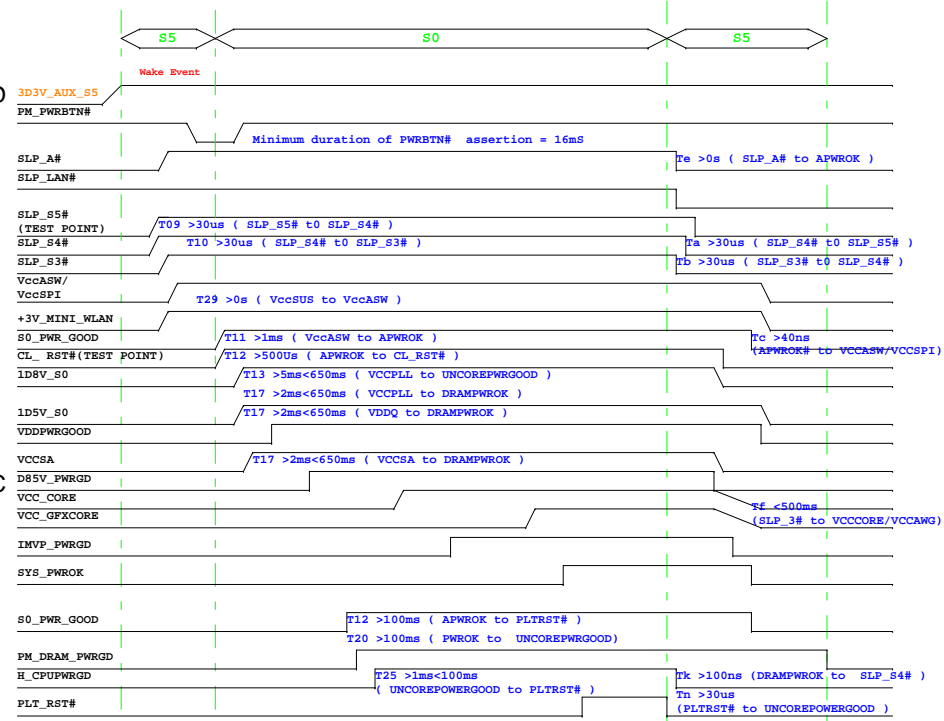 S5 S0 S5
Wake Event
D
3D3V_AUX_S5
PM_PWRBTN#
Minimum duration of PWRBTN# assertion = 16mS
SLP_A# Te >0s ( SLP_A# to APWROK )
SLP_LAN#
SLP_S5#
(TEST POINT) T09 >30us ( SLP_S5# t0 SLP_S4# )
SLP_S4# T10 >30us ( SLP_S4# t0 SLP_S3# ) Ta >30us ( SLP_S4# t0 SLP_S5# )
SLP_S3# Tb >30us ( SLP_S3# t0 SLP_S4# )
VccASW/
VccSPI T29 >0s ( VccSUS to VccASW )
+3V_MINI_WLAN
S0_PWR_GOOD T11 >1ms ( VccASW to APWROK ) Tc >40ns
(APWROK# to VCCASW/VCCSPI)
CL_ RST#(TEST POINT) T12 >500Us ( APWROK to CL_RST# )
1D8V_S0 T13 >5ms<650ms ( VCCPLL to UNCOREPWRGOOD )
T17 >2ms<650ms ( VCCPLL to DRAMPWROK )
1D5V_S0 T17 >2ms<650ms ( VDDQ to DRAMPWROK )
VDDPWRGOOD
VCCSA T17 >2ms<650ms ( VCCSA to DRAMPWROK )
C
D85V_PWRGD
VCC_CORE
Tf <500ms
VCC_GFXCORE (SLP_3# to VCCCORE/VCCAWG)
IMVP_PWRGD
SYS_PWROK
S0_PWR_GOOD T12 >100ms ( APWROK to PLTRST# )
T20 >100ms ( PWROK to UNCOREPWRGOOD)
PM_DRAM_PWRGD
H_CPUPWRGD T25 >1ms<100ms Tk >100ns (DRAMPWROK to SLP_S4# )
( UNCOREPOWERGOOD to PLTRST# ) Tn >30us
PLT_RST# (PLTRST# to UNCOREPOWERGOOD )